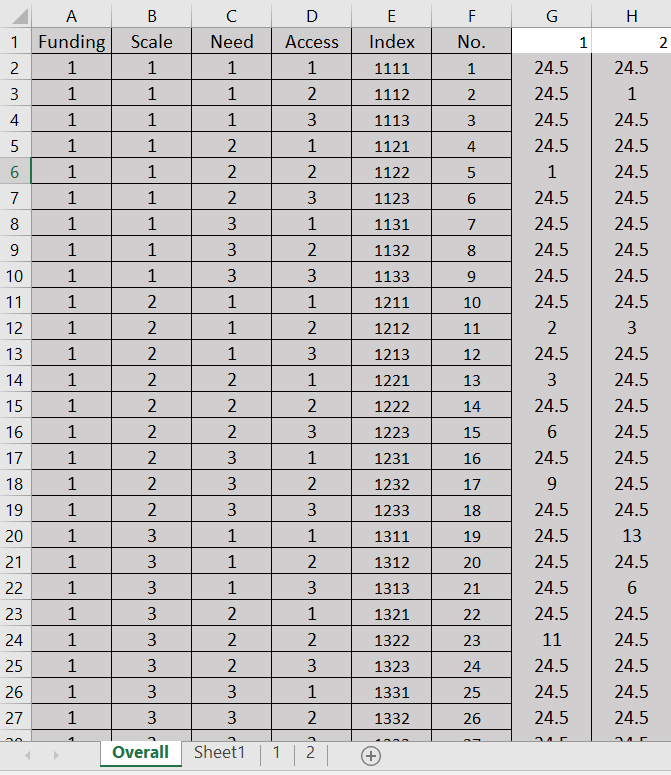 A B C D E F G H
1 Funding Scale Need Access Index No. 1 2
2 1 1 1 1 1111 1 24.5 24.5
3 1 1 1 2 1112 2 24.5 1
4 1 1 1 3 1113 3 24.5 24.5
5 1 1 2 1 1121 4 24.5 24.5
6 1 1 2 2 1122 5 1 24.5
7 1 1 2 3 1123 6 24.5 24.5
8 1 1 3 1 1131 7 24.5 24.5
9 1 1 3 2 1132 8 24.5 24.5
10 1 1 3 3 1133 9 24.5 24.5
11 1 2 1 1 1211 10 24.5 24.5
12 1 2 1 2 1212 11 2 3
13 1 2 1 3 1213 12 24.5 24.5
14 1 2 2 1 1221 13 3 24.5
15 1 2 2 2 1222 14 24.5 24.5
16 1 2 2 3 1223 15 6 24.5
17 1 2 3 1 1231 16 24.5 24.5
18 1 2 3 2 1232 17 9 24.5
19 1 2 3 3 1233 18 24.5 24.5
20 1 3 1 1 1311 19 24.5 13
21 1 3 1 2 1312 20 24.5 24.5
22 1 3 1 3 1313 21 24.5 6
23 1 3 2 1 1321 22 24.5 24.5
24 1 3 2 2 1322 23 11 24.5
25 1 3 2 3 1323 24 24.5 24.5
26 1 3 3 1 1331 25 24.5 24.5
27 1 3 3 2 1332 26 24.5 24.5
Overall Sheet1 1 2